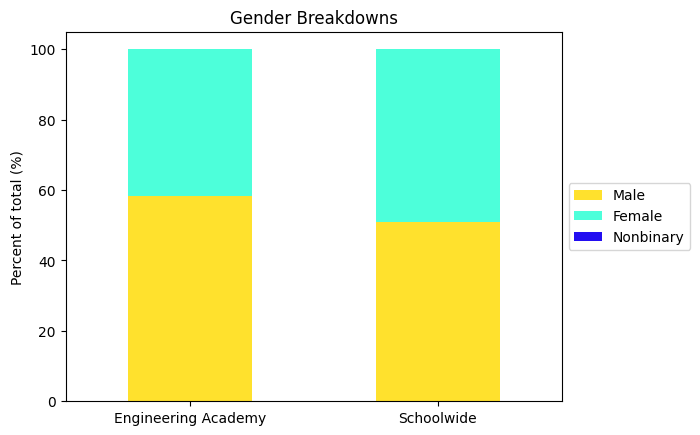 Gender Breakdowns
Percent of total (%)
100
80
60
40
20
0
Engineering Academy
Schoolwide
Male
Female
Nonbinary